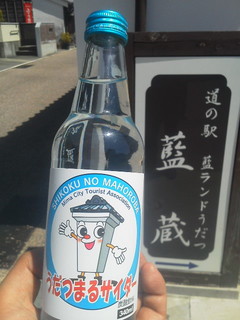 SHIKOKU NO MAHOROBA
Mima City Tourist Association
うだつまるサイダー
340ml
道の駅 藍ランドうだつ
藍蔵